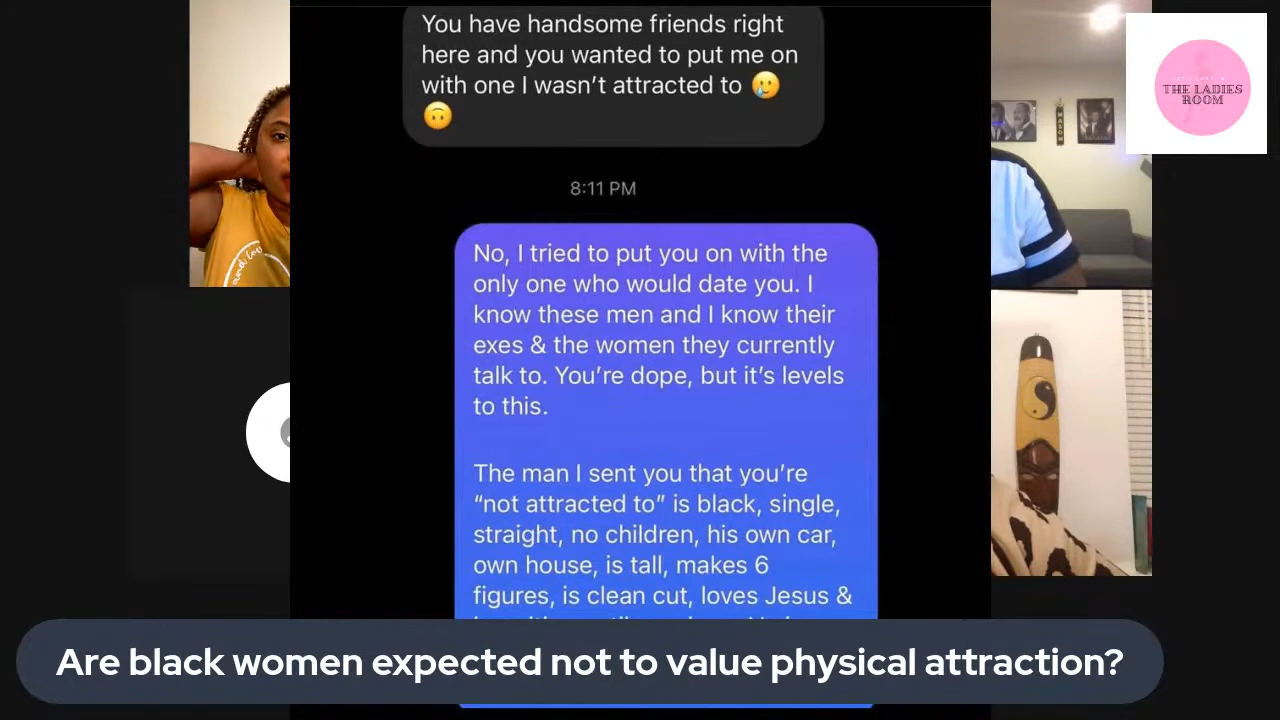 You have handsome friends right
here and you wanted to put me on
with one I wasn't attracted to 🥲
🙃
8:11 PM
No, I tried to put you on with the
only one who would date you. I
know these men and I know their
exes & the women they currently
talk to. You're dope, but it's levels
to this.
The man I sent you that you're
"not attracted to" is black, single,
straight, no children, his own car,
own house, is tall, makes 6
figures, is clean cut, loves Jesus &
Are black women expected not to value physical attraction?
THE LADIES
ROOM
and lov
MASON